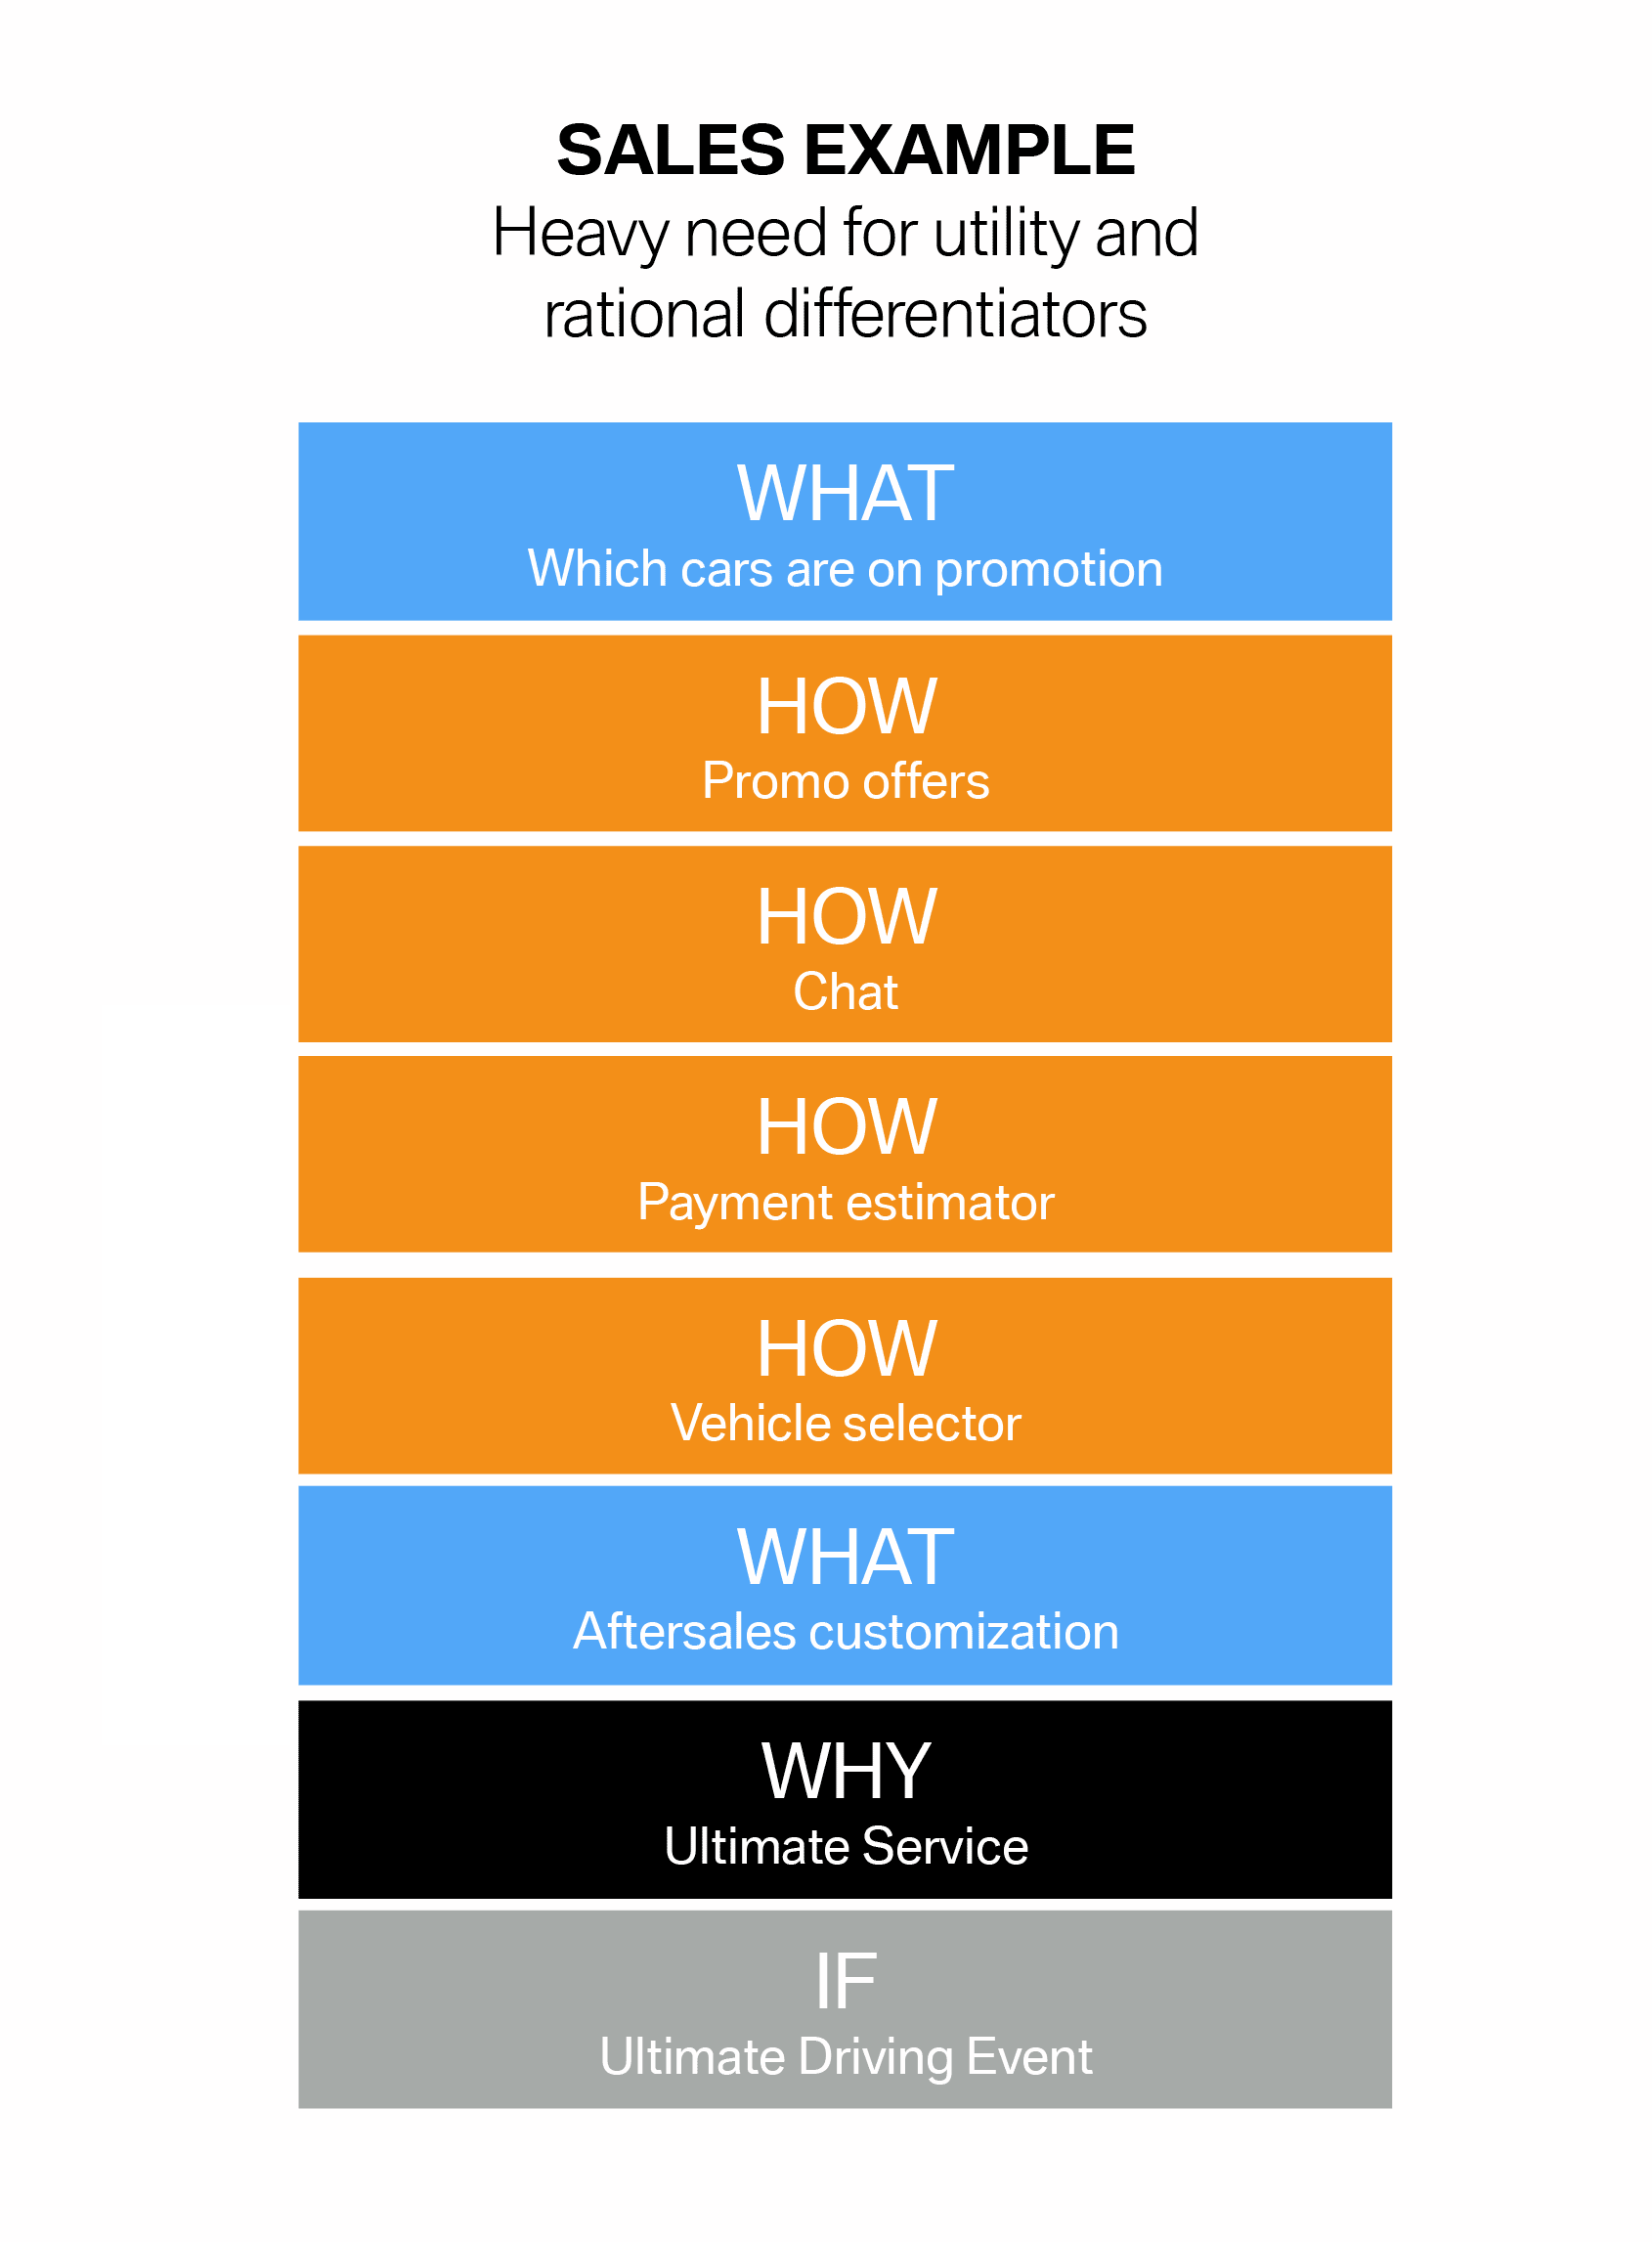 SALES EXAMPLE
Heavy need for utility and
rational differentiators
WHAT
Which cars are on promotion
HOW
Promo offers
HOW
Chat
HOW
Payment estimator
HOW
Vehicle selector
WHAT
Aftersales customization
WHY
Ultimate Service
IF
Ultimate Driving Event